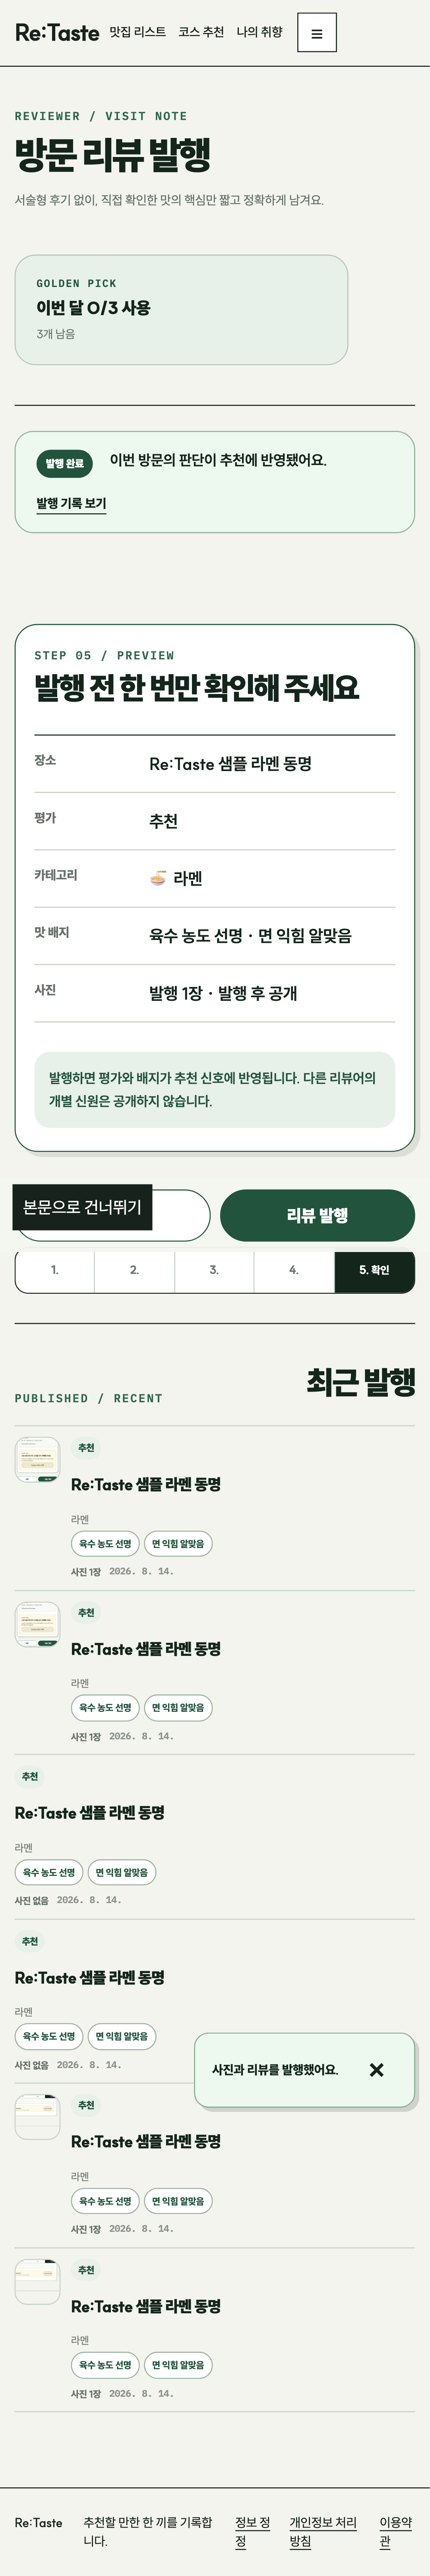 Re:Taste 맛집 리스트 코스 추천 나의 취향
REVIEWER / VISIT NOTE
방문 리뷰 발행
서술형 후기 없이, 직접 확인한 맛의 핵심만 짧고 정확하게 남겨요.
GOLDEN PICK
이번 달 0/3 사용
3개 남음
발행 완료 이번 방문의 판단이 추천에 반영됐어요.
발행 기록 보기
STEP 05 / PREVIEW
발행 전 한 번만 확인해 주세요
장소 Re:Taste 샘플 라멘 동명
평가 추천
카테고리 🍜 라멘
맛 배지 육수 농도 선명 · 면 익힘 알맞음
사진 발행 1장 · 발행 후 공개
발행하면 평가와 배지가 추천 신호에 반영됩니다. 다른 리뷰어의
개별 신원은 공개하지 않습니다.
본문으로 건너뛰기 리뷰 발행
1. 2. 3. 4. 5. 확인
최근 발행
PUBLISHED / RECENT
추천
Re:Taste 샘플 라멘 동명
라멘
육수 농도 선명 면 익힘 알맞음
사진 1장 2026. 8. 14.
추천
Re:Taste 샘플 라멘 동명
라멘
육수 농도 선명 면 익힘 알맞음
사진 1장 2026. 8. 14.
추천
Re:Taste 샘플 라멘 동명
라멘
육수 농도 선명 면 익힘 알맞음
사진 없음 2026. 8. 14.
추천
Re:Taste 샘플 라멘 동명
라멘
육수 농도 선명 면 익힘 알맞음
사진 없음 2026. 8. 14.
사진과 리뷰를 발행했어요. ✕
추천
Re:Taste 샘플 라멘 동명
라멘
육수 농도 선명 면 익힘 알맞음
사진 1장 2026. 8. 14.
추천
Re:Taste 샘플 라멘 동명
라멘
육수 농도 선명 면 익힘 알맞음
사진 1장 2026. 8. 14.
Re:Taste 추천할 만한 한 끼를 기록합 정보 정 개인정보 처리 이용약
니다. 정 방침 관